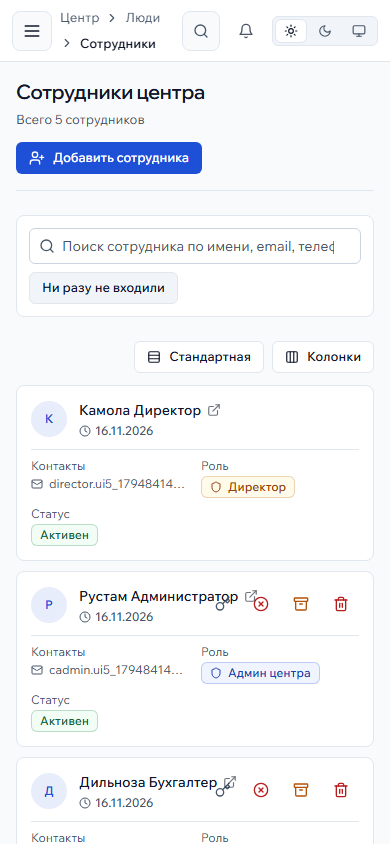 Центр > Люди
> Сотрудники
Сотрудники центра
Всего 5 сотрудников
Добавить сотрудника
Поиск сотрудника по имени, email, телеф
Ни разу не входили
Стандартная
Колонки
К
Камола Директор
16.11.2026
Контакты
Роль
director.ui5_17948414...
Директор
Статус
Активен
Р
Рустам Администратор
16.11.2026
Контакты
Роль
cadmin.ui5_17948414...
Админ центра
Статус
Активен
Д
Дильноза Бухгалтер
16.11.2026
Контакты
Роль